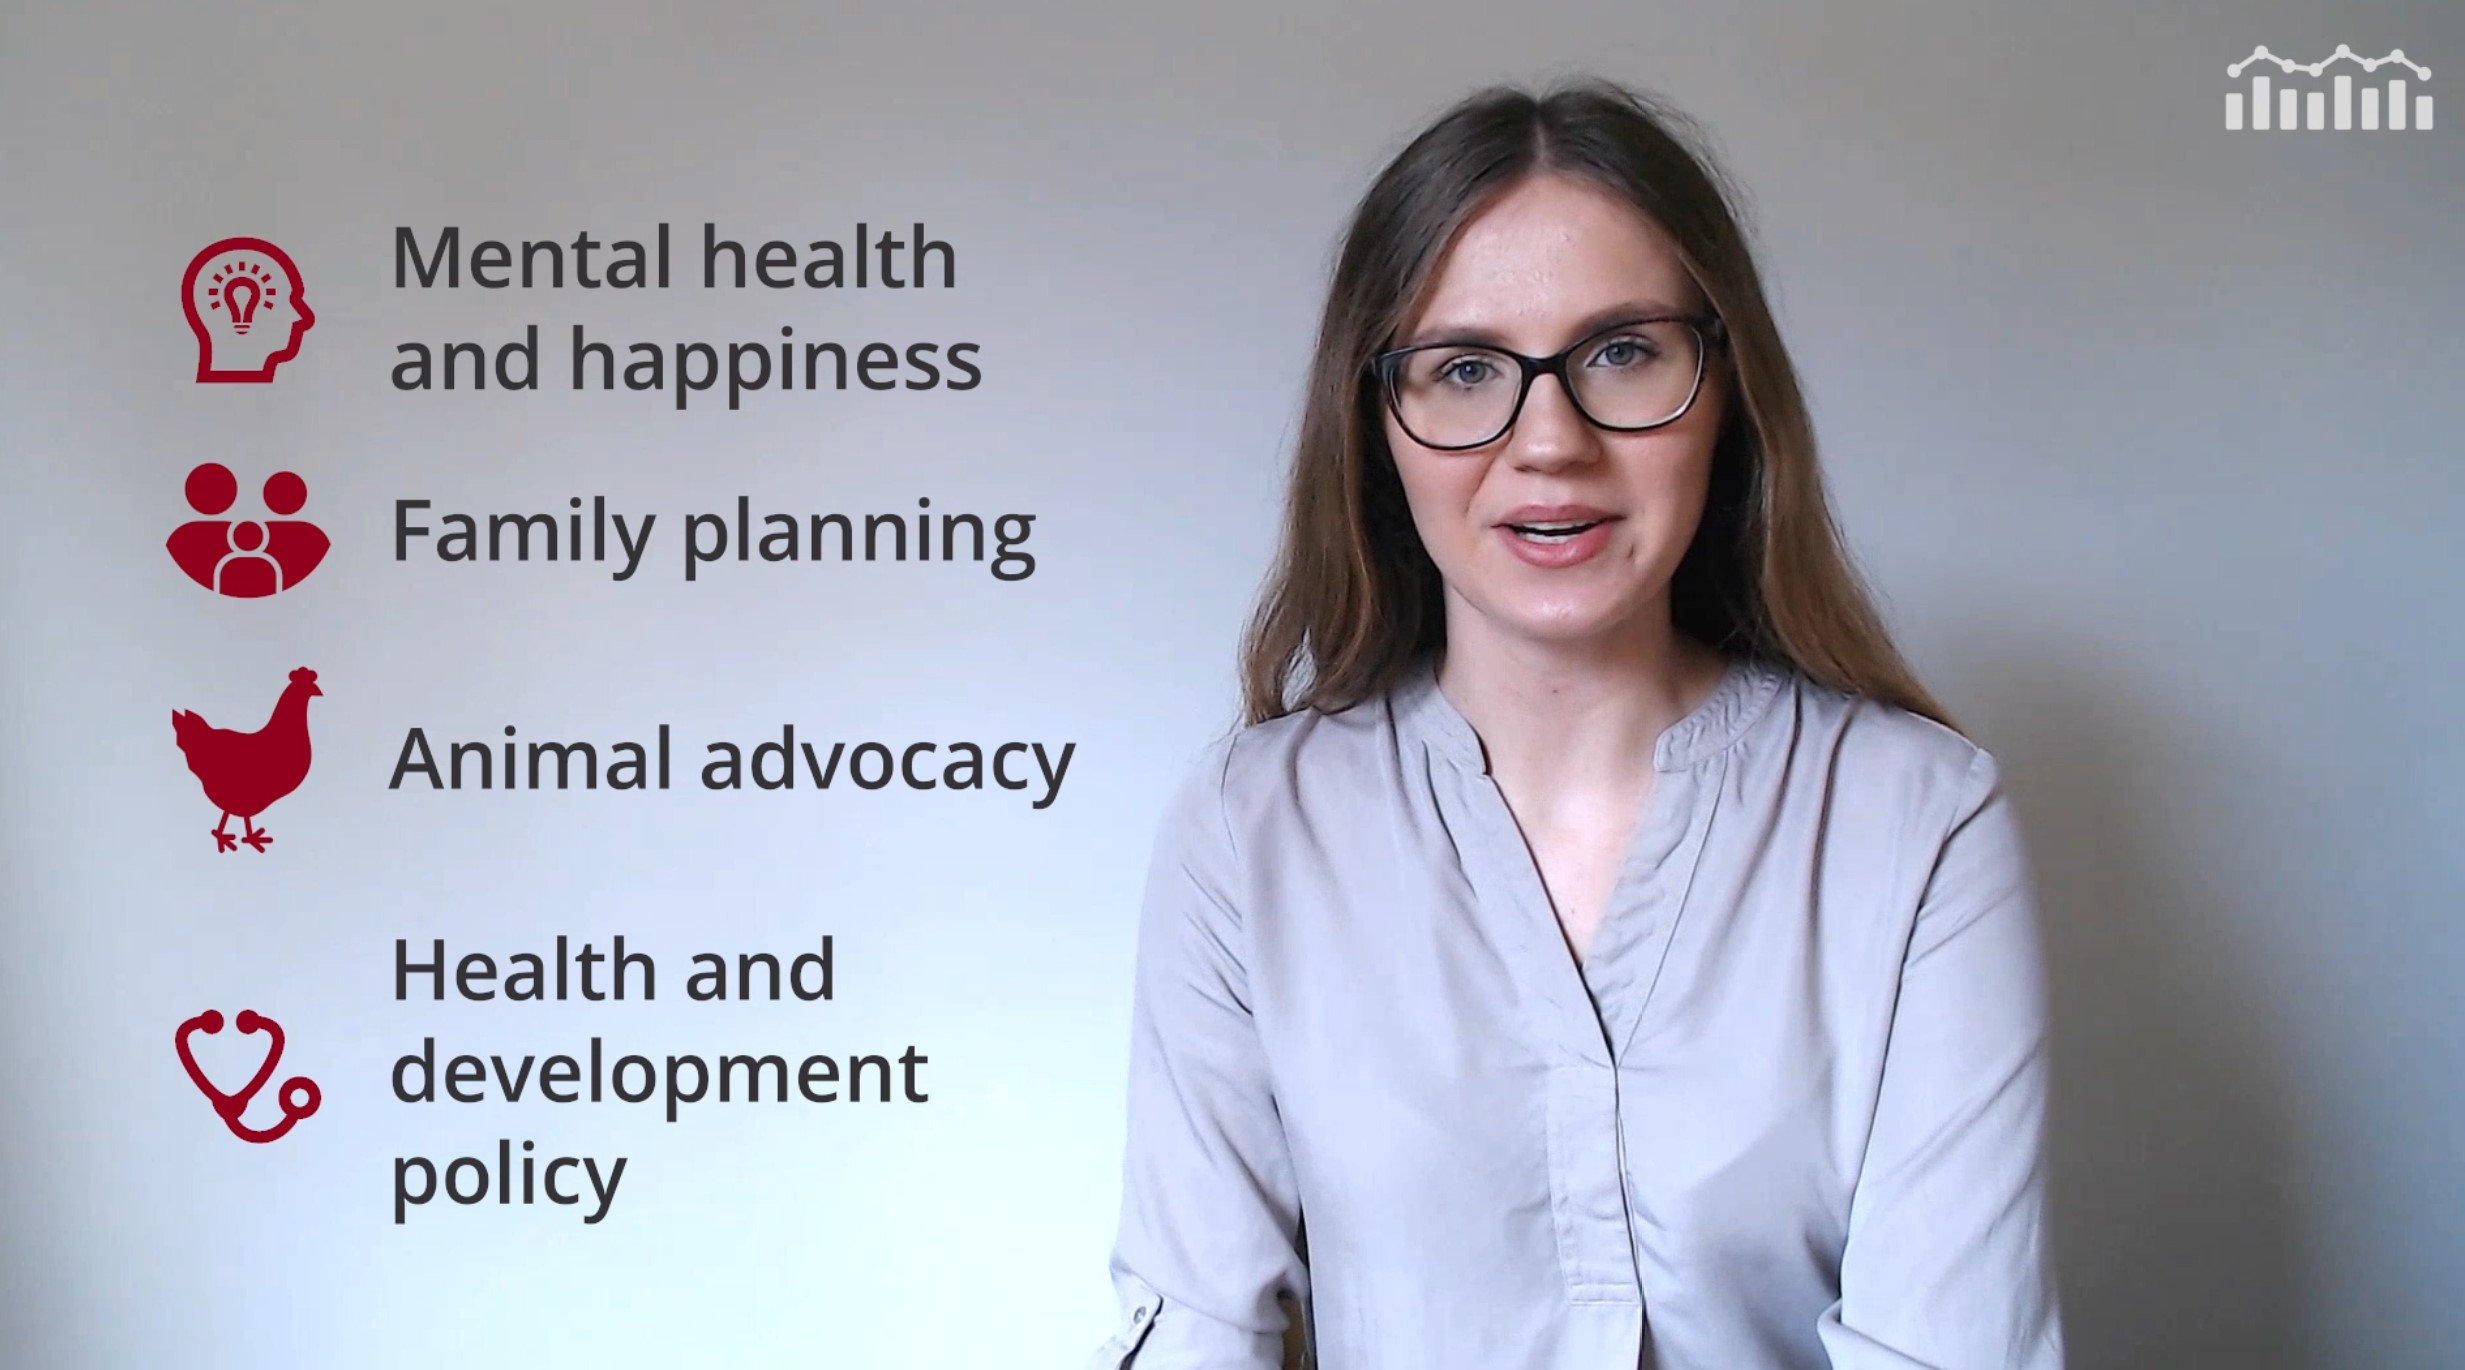 Mental health
and happiness
Family planning
Animal advocacy
Health and
development
policy